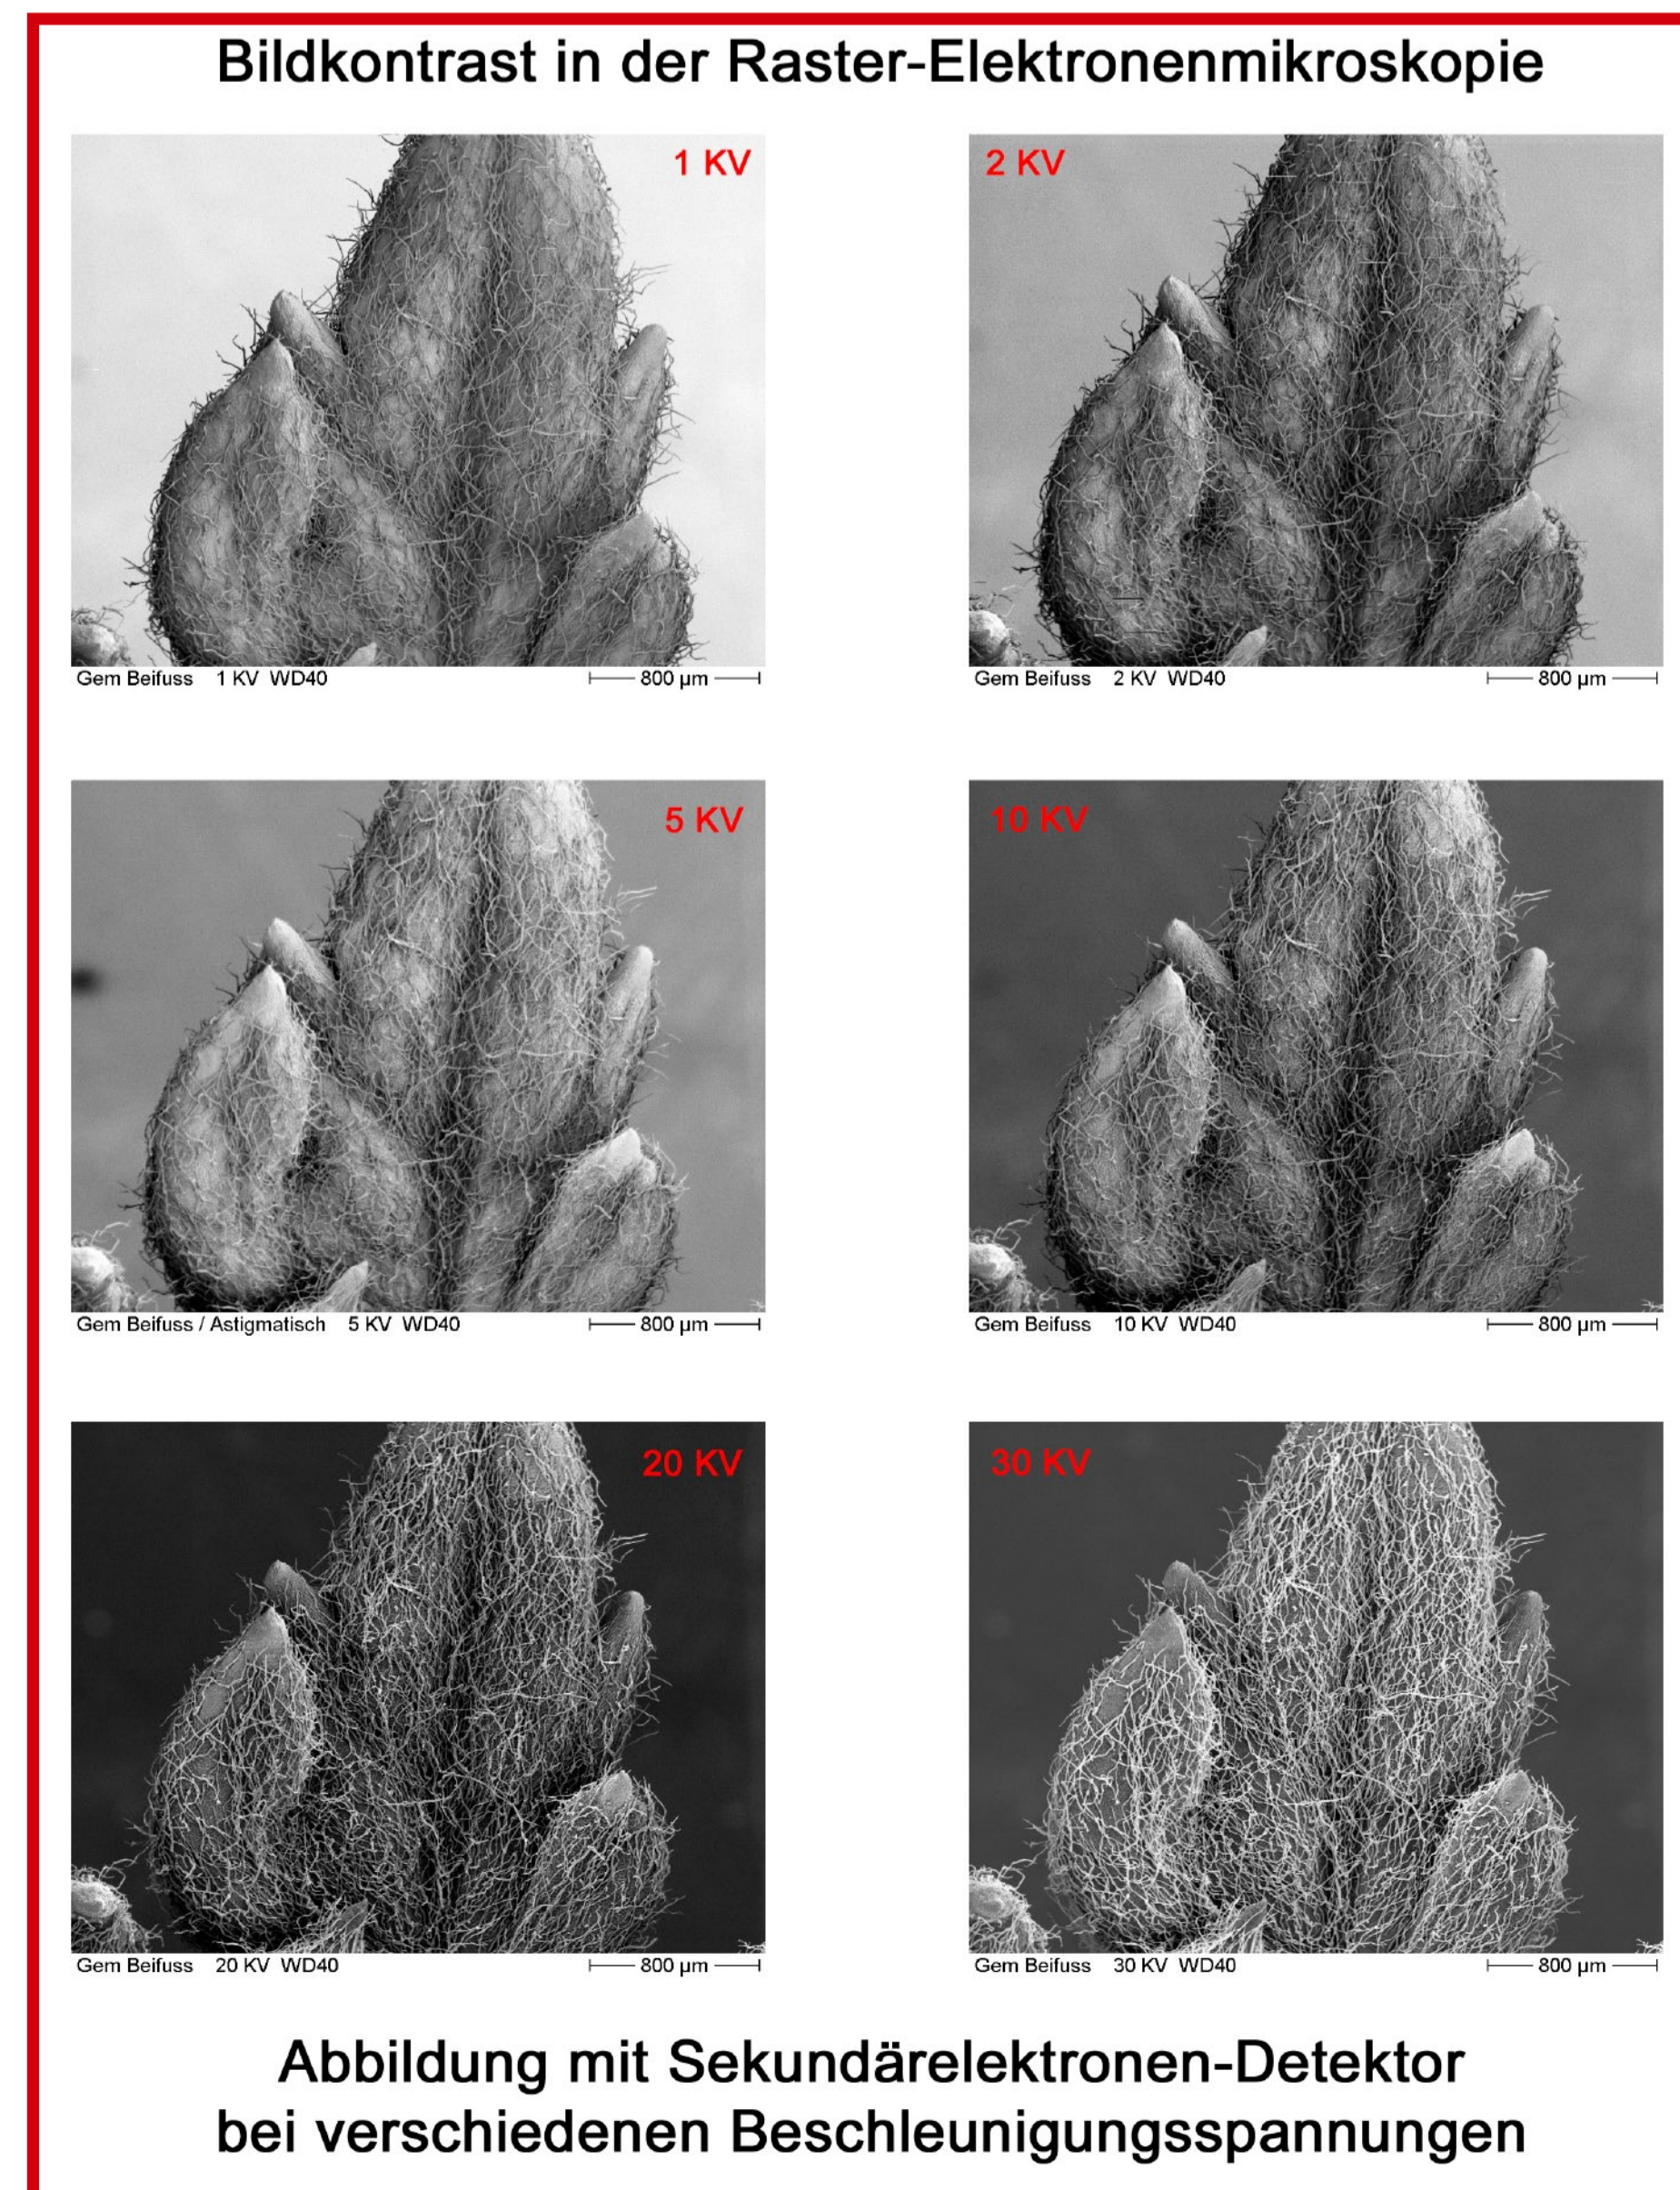 Bildkontrast in der Raster-Elektronenmikroskopie
1 KV
2 KV
Gem Beifuss 1 KV WD40 800 µm
Gem Beifuss 2 KV WD40 800 µm
5 KV
10 KV
Gem Beifuss / Astigmatisch 5 KV WD40 800 µm
Gem Beifuss 10 KV WD40 800 µm
20 KV
30 KV
Gem Beifuss 20 KV WD40 800 µm
Gem Beifuss 30 KV WD40 800 µm
Abbildung mit Sekundärelektronen-Detektor
bei verschiedenen Beschleunigungsspannungen